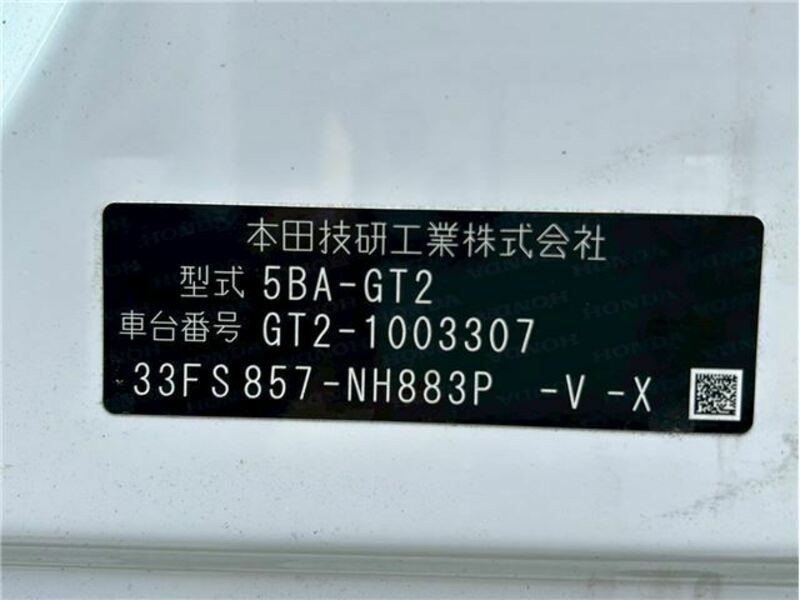 本田技研工業株式会社
型式 5BA-GT2
車台番号 GT2-1003307
33FS857-NH883P -V -X